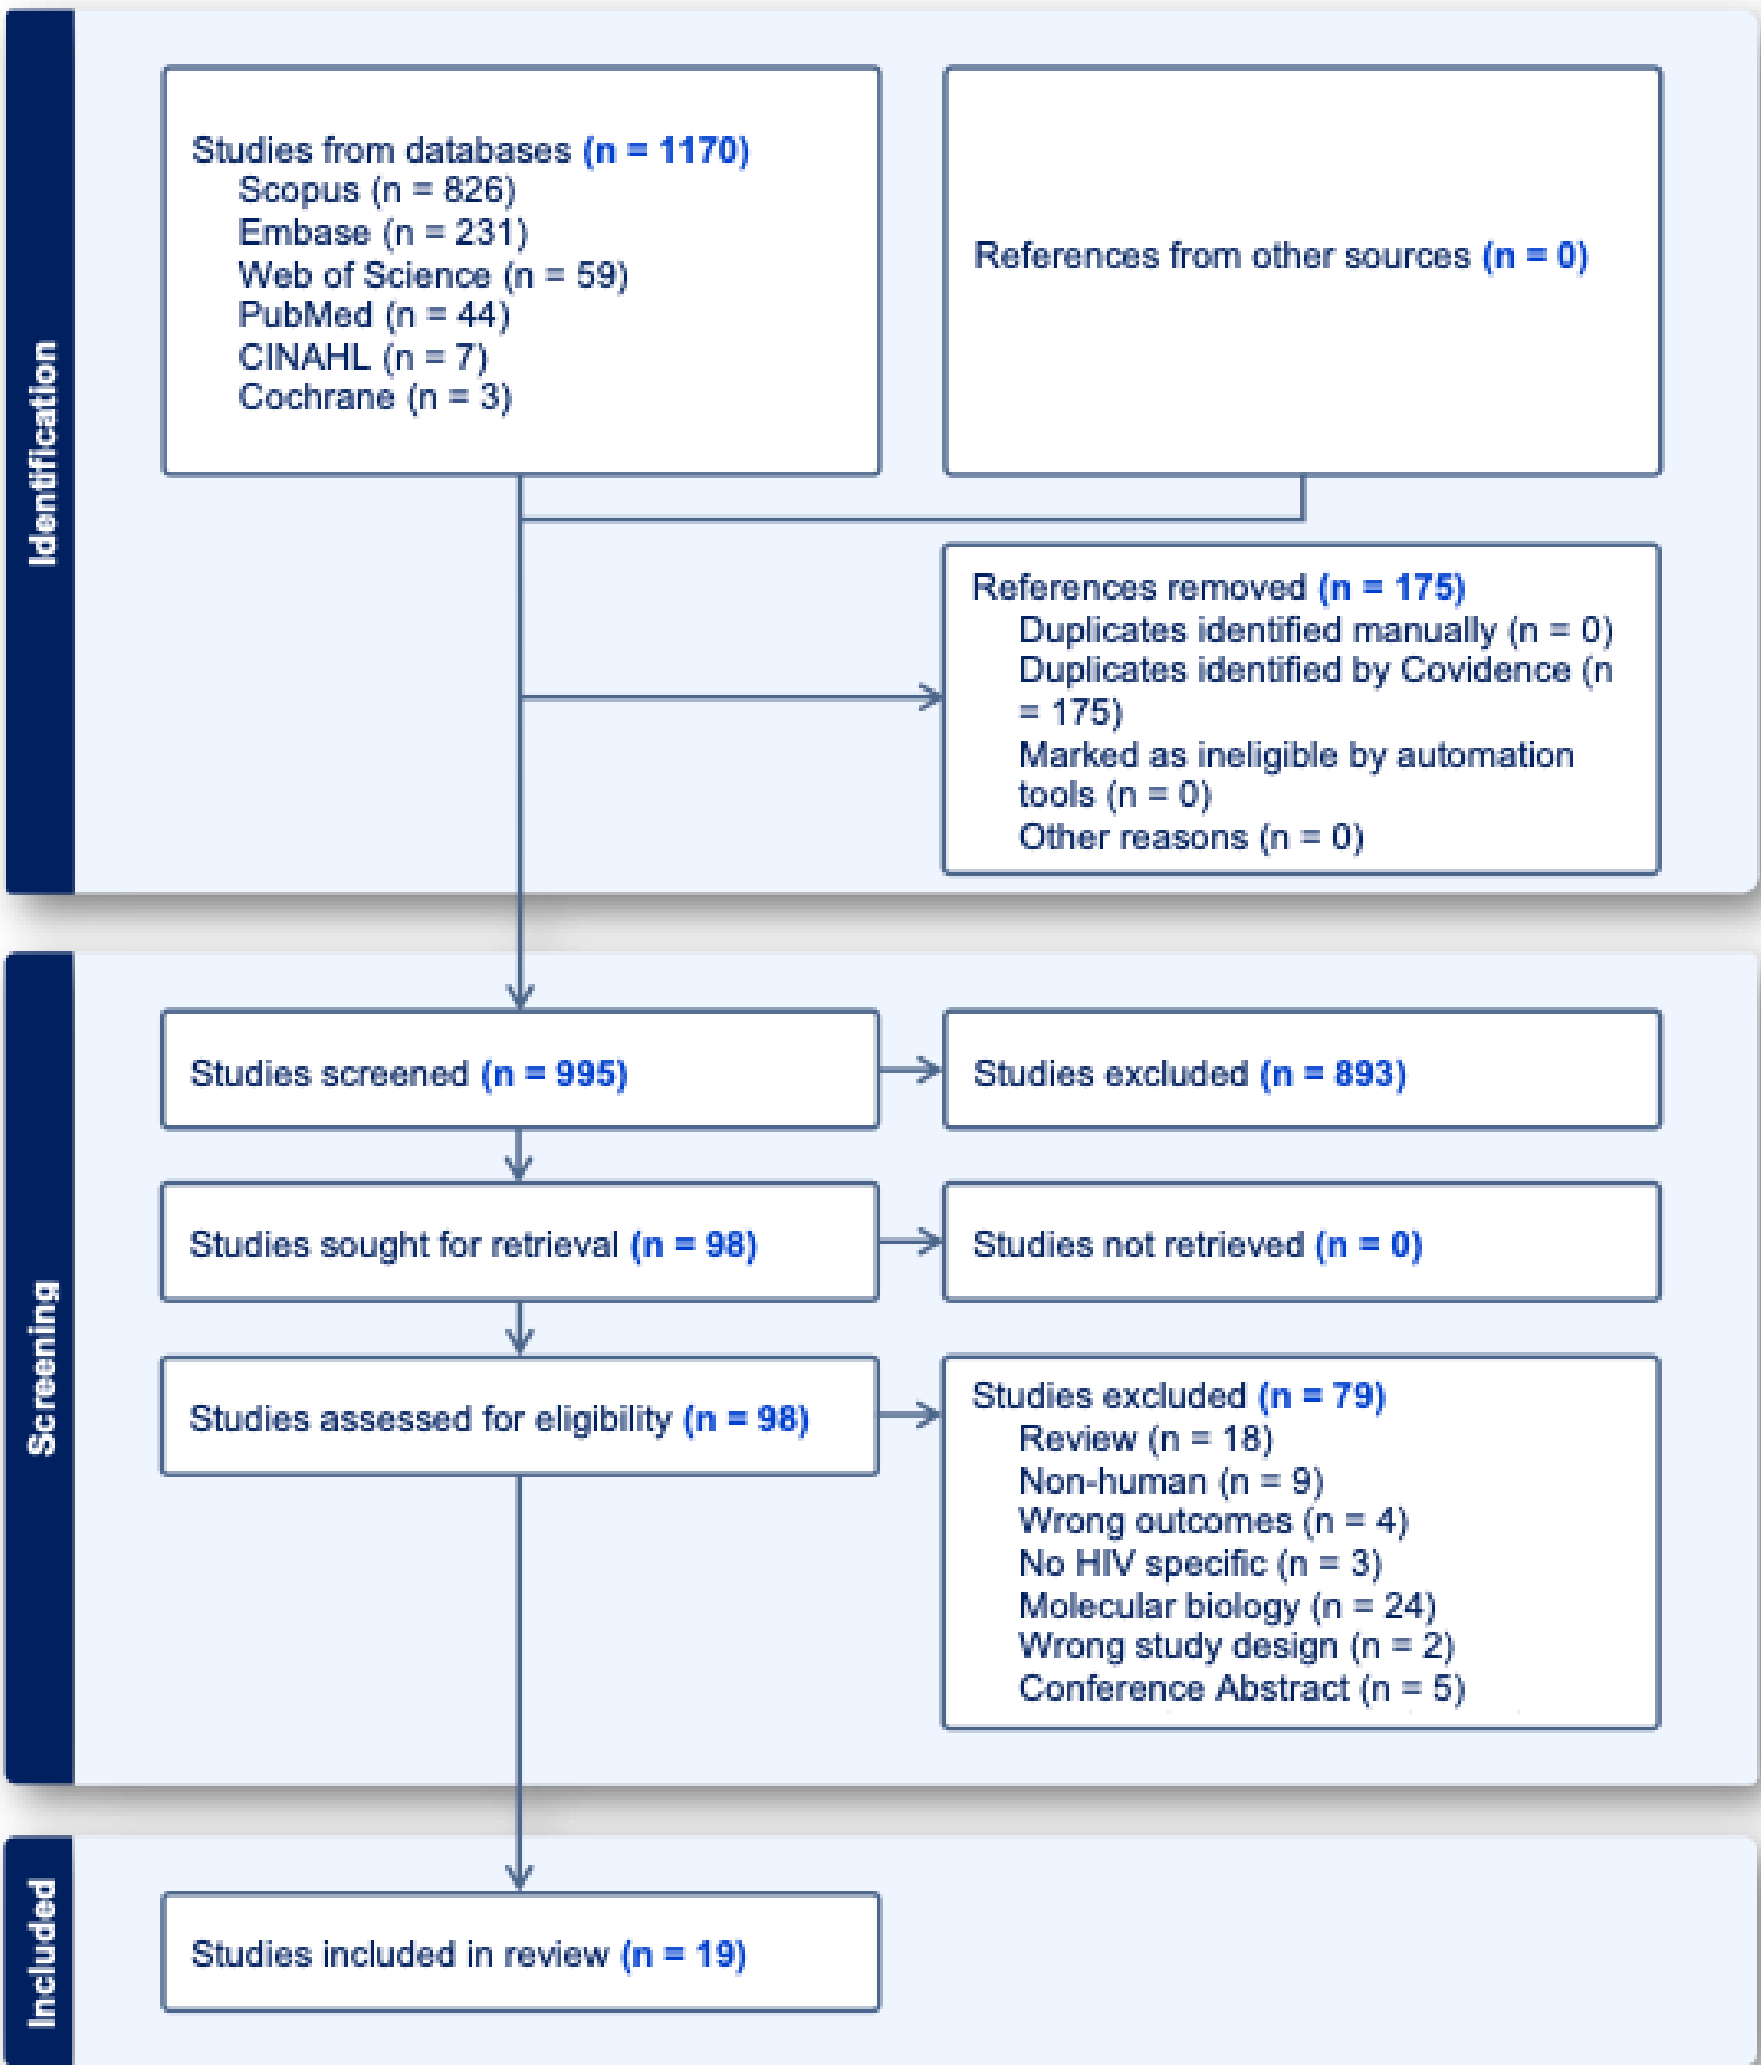 Identification
Studies from databases (n = 1170)
Scopus (n = 826)
Embase (n = 231)
Web of Science (n = 59)
PubMed (n = 44)
CINAHL (n = 7)
Cochrane (n = 3)
References from other sources (n = 0)
References removed (n = 175)
Duplicates identified manually (n = 0)
Duplicates identified by Covidence (n
= 175)
Marked as ineligible by automation
tools (n = 0)
Other reasons (n = 0)
Screening
Studies screened (n = 995)
Studies excluded (n = 893)
Studies sought for retrieval (n = 98)
Studies not retrieved (n = 0)
Studies assessed for eligibility (n = 98)
Studies excluded (n = 79)
Review (n = 18)
Non-human (n = 9)
Wrong outcomes (n = 4)
No HIV specific (n = 3)
Molecular biology (n = 24)
Wrong study design (n = 2)
Conference Abstract (n = 5)
Included
Studies included in review (n = 19)